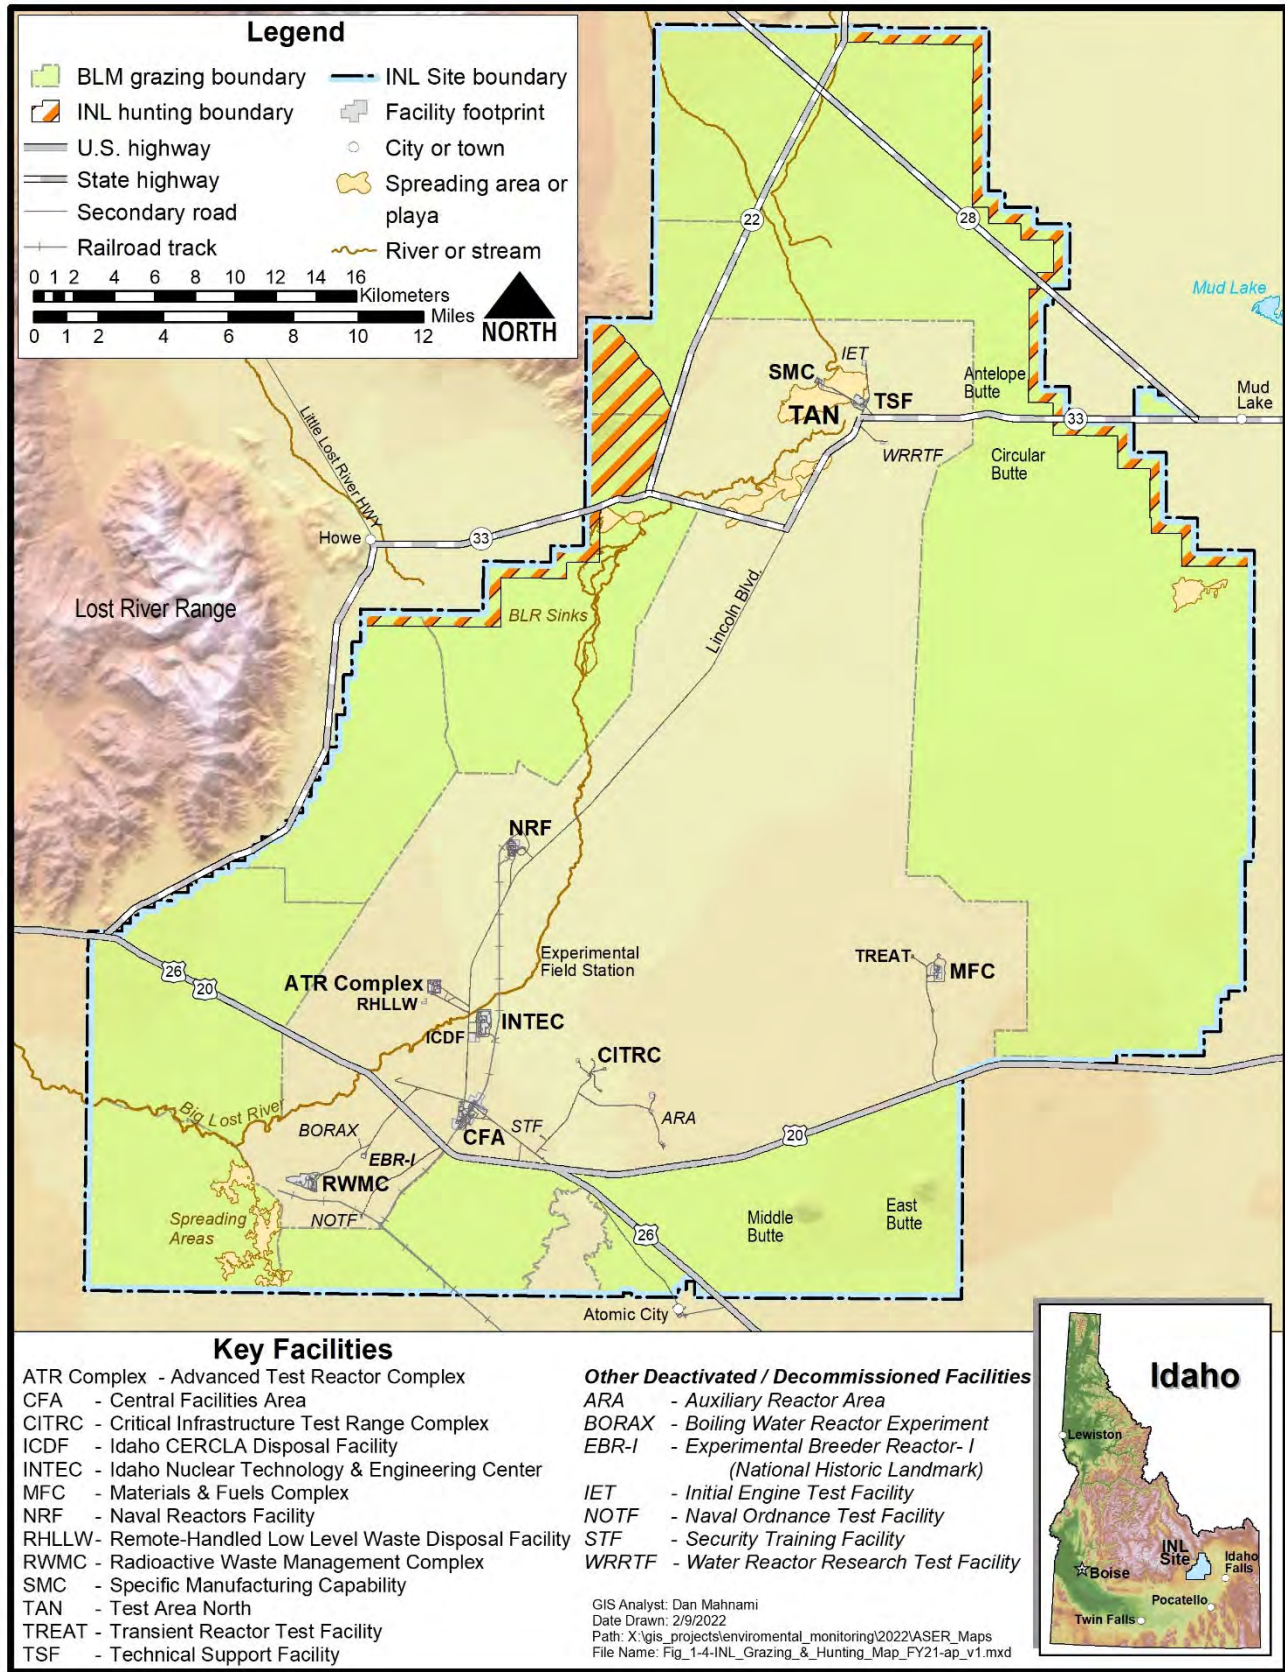 Legend
BLM grazing boundary
INL hunting boundary
U.S. highway
State highway
Secondary road
Railroad track
INL Site boundary
Facility footprint
City or town
Spreading area or
playa
River or stream
0 1 2 4 6 8 10 12 14 16
Kilometers
Miles
0 1 2 4 6 8 10 12
NORTH
22
28
Mud Lake
IET
SMC
TSF
TAN
Antelope
Butte
Mud
Lake
33
WRRTF
Circular
Butte
Little Lost River HWY
Howe
33
Lost River Range
BLR Sinks
Lincoln Blvd.
NRF
Experimental
Field Station
26
20
ATR Complex
RHLLW
ICDF
INTEC
TREAT
MFC
CITRC
Big Lost River
BORAX
EBR-I
CFA
STF
ARA
20
RWMC
NOTF
Spreading
Areas
26
Middle
Butte
East
Butte
Atomic City
Key Facilities
ATR Complex - Advanced Test Reactor Complex
CFA - Central Facilities Area
CITRC - Critical Infrastructure Test Range Complex
ICDF - Idaho CERCLA Disposal Facility
INTEC - Idaho Nuclear Technology & Engineering Center
MFC - Materials & Fuels Complex
NRF - Naval Reactors Facility
RHLLW- Remote-Handled Low Level Waste Disposal Facility
RWMC - Radioactive Waste Management Complex
SMC - Specific Manufacturing Capability
TAN - Test Area North
TREAT - Transient Reactor Test Facility
TSF - Technical Support Facility
Other Deactivated / Decommissioned Facilities
ARA - Auxiliary Reactor Area
BORAX - Boiling Water Reactor Experiment
EBR-I - Experimental Breeder Reactor- I
(National Historic Landmark)
IET - Initial Engine Test Facility
NOTF - Naval Ordnance Test Facility
STF - Security Training Facility
WRRTF - Water Reactor Research Test Facility
GIS Analyst: Dan Mahnami
Date Drawn: 2/9/2022
Path: X:\gis_projects\enviromental_monitoring\2022\ASER_Maps
File Name: Fig_1-4-INL_Grazing_&_Hunting_Map_FY21-ap_v1.mxd
Idaho
Lewiston
INL
Site
Idaho
Falls
Boise
Pocatello
Twin Falls